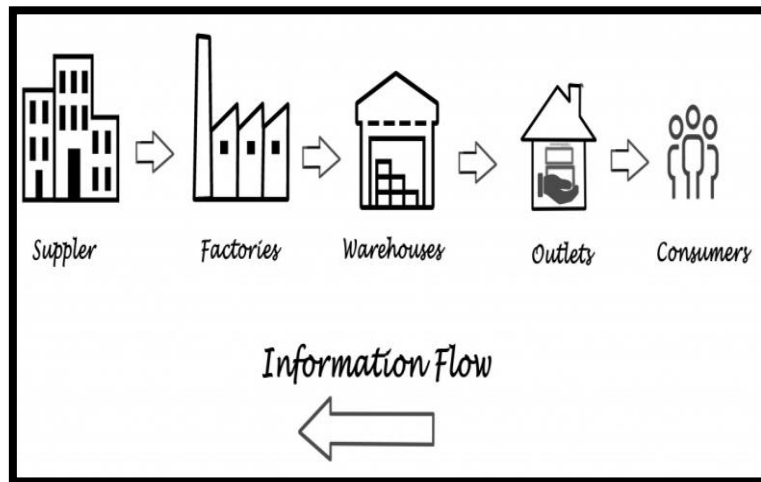 Suppler
Factories
Warehouses
Outlets
Consumers
Information Flow